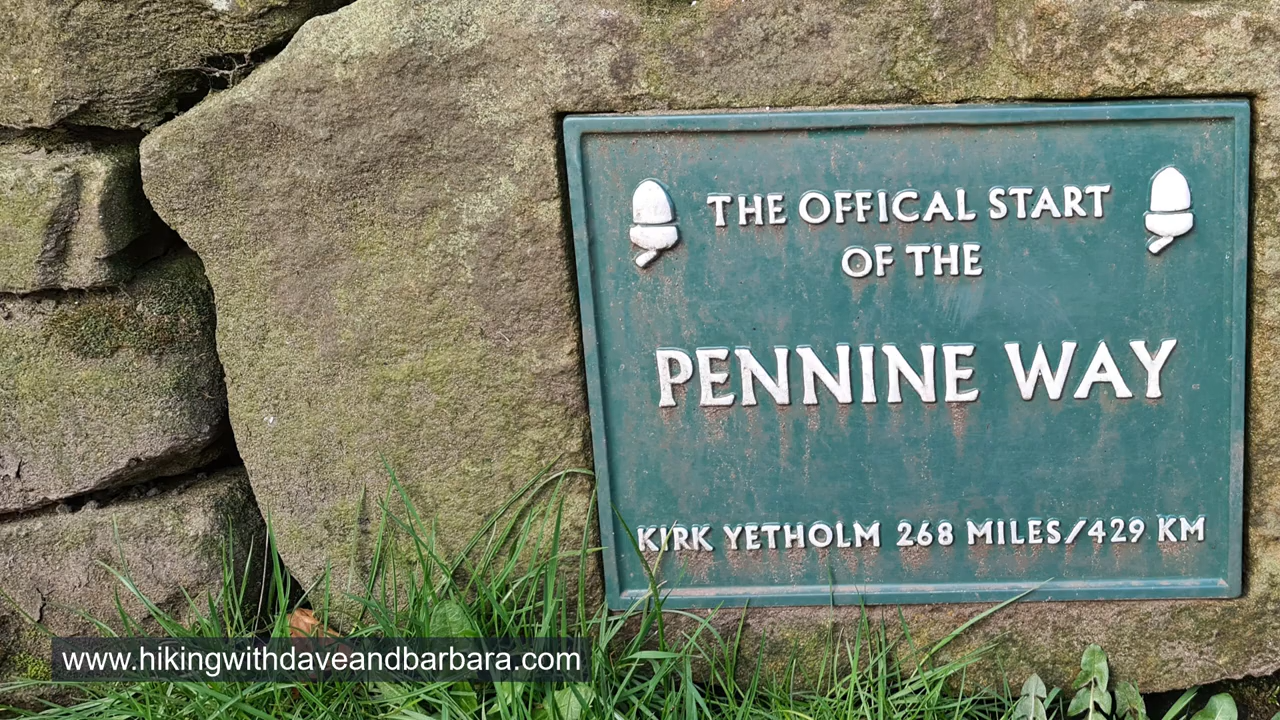 THE OFFICAL START
OF THE
PENNINE WAY
KIRK YETHOLM 268 MILES/429 KM
www.hikingwithdaveandbarbara.com